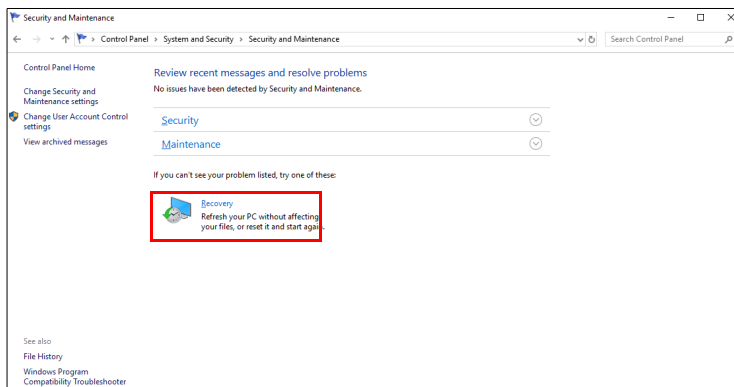 Security and Maintenance
Control Panel > System and Security > Security and Maintenance
Search Control Panel
Control Panel Home
Change Security and
Maintenance settings
Change User Account Control
settings
View archived messages
Review recent messages and resolve problems
No issues have been detected by Security and Maintenance.
Security
Maintenance
If you can't see your problem listed, try one of these:
Recovery
Refresh your PC without affecting
your files, or reset it and start again.
See also
File History
Windows Program
Compatibility Troubleshooter